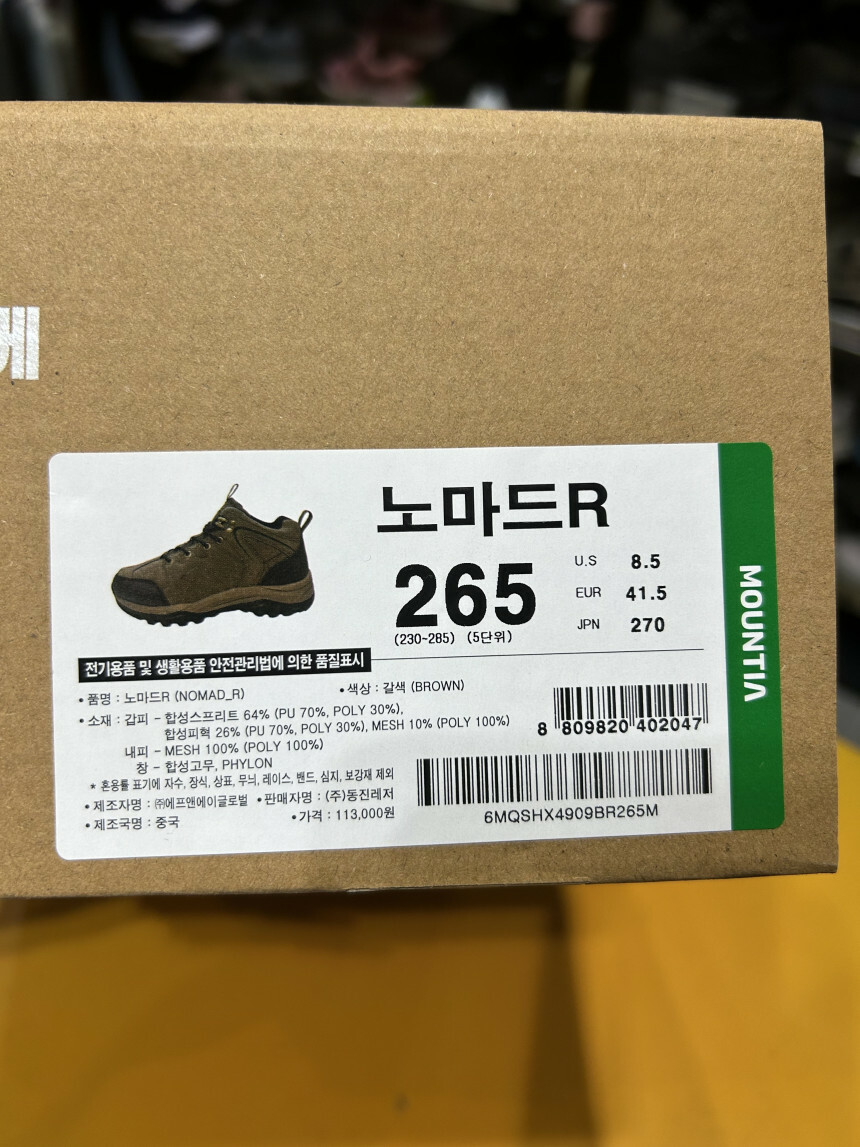 게
노마드R
265
(230~285) (5단위)
U.S 8.5
EUR 41.5
JPN 270
MOUNTIA
전기용품 및 생활용품 안전관리법에 의한 품질표시
• 품명 : 노마드R (NOMAD_R) • 색상 : 갈색 (BROWN)
• 소재 : 갑피 - 합성스프리트 64% (PU 70%, POLY 30%),
합성피혁 26% (PU 70%, POLY 30%), MESH 10% (POLY 100%)
내피 - MESH 100% (POLY 100%)
창 - 합성고무, PHYLON
* 혼용률 표기에 자수, 장식, 상표, 무늬, 레이스, 밴드, 심지, 보강재 제외
• 제조자명 : ㈜에프앤에이글로벌 • 판매자명 : (주)동진레저
• 제조국명 : 중국 • 가격 : 113,000원
8 809820 402047
6MQSHX4909BR265M